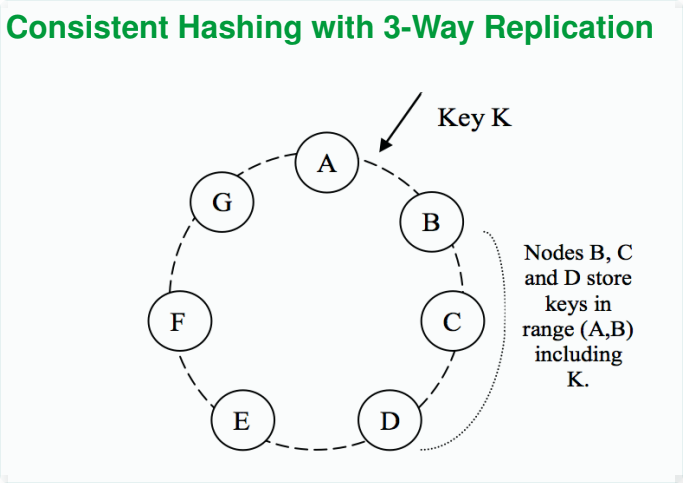 Consistent Hashing with 3-Way Replication
Key K
A
B
C
D
E
F
G
Nodes B, C
and D store
keys in
range (A,B)
including
K.